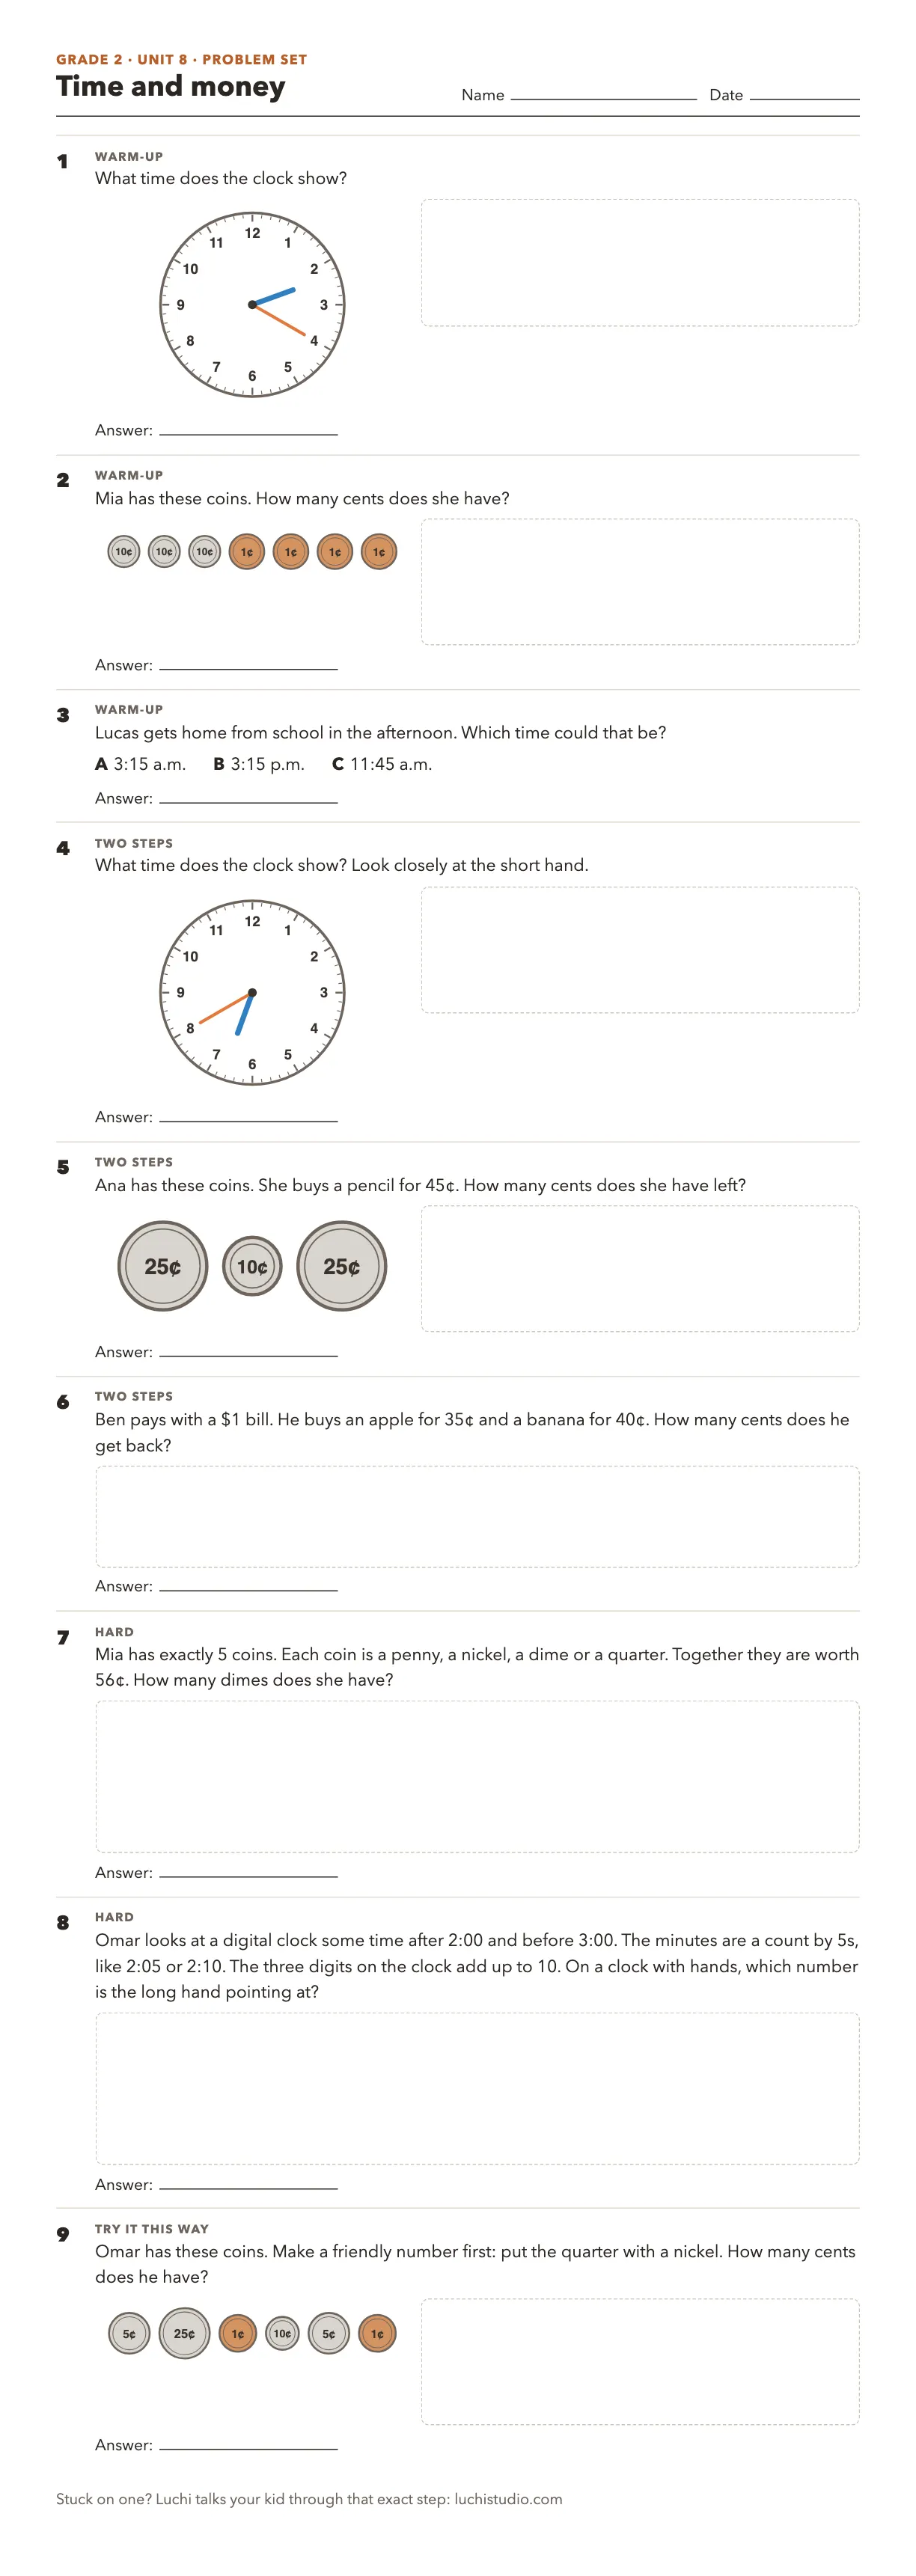 GRADE 2 · UNIT 8 · PROBLEM SET
Time and money
Name
Date
1
WARM-UP
What time does the clock show?
12
11
1
10
2
9
3
8
4
7
5
6
Answer:
2
WARM-UP
Mia has these coins. How many cents does she have?
10¢ 10¢ 10¢ 1¢ 1¢ 1¢ 1¢
Answer:
3
WARM-UP
Lucas gets home from school in the afternoon. Which time could that be?
A 3:15 a.m. B 3:15 p.m. C 11:45 a.m.
Answer:
4
TWO STEPS
What time does the clock show? Look closely at the short hand.
12
11
1
10
2
9
3
8
4
7
5
6
Answer:
5
TWO STEPS
Ana has these coins. She buys a pencil for 45¢. How many cents does she have left?
25¢ 10¢ 25¢
Answer:
6
TWO STEPS
Ben pays with a $1 bill. He buys an apple for 35¢ and a banana for 40¢. How many cents does he
get back?
Answer:
7
HARD
Mia has exactly 5 coins. Each coin is a penny, a nickel, a dime or a quarter. Together they are worth
56¢. How many dimes does she have?
Answer:
8
HARD
Omar looks at a digital clock some time after 2:00 and before 3:00. The minutes are a count by 5s,
like 2:05 or 2:10. The three digits on the clock add up to 10. On a clock with hands, which number
is the long hand pointing at?
Answer:
9
TRY IT THIS WAY
Omar has these coins. Make a friendly number first: put the quarter with a nickel. How many cents
does he have?
5¢ 25¢ 1¢ 10¢ 5¢ 1¢
Answer:
Stuck on one? Luchi talks your kid through that exact step: luchistudio.com